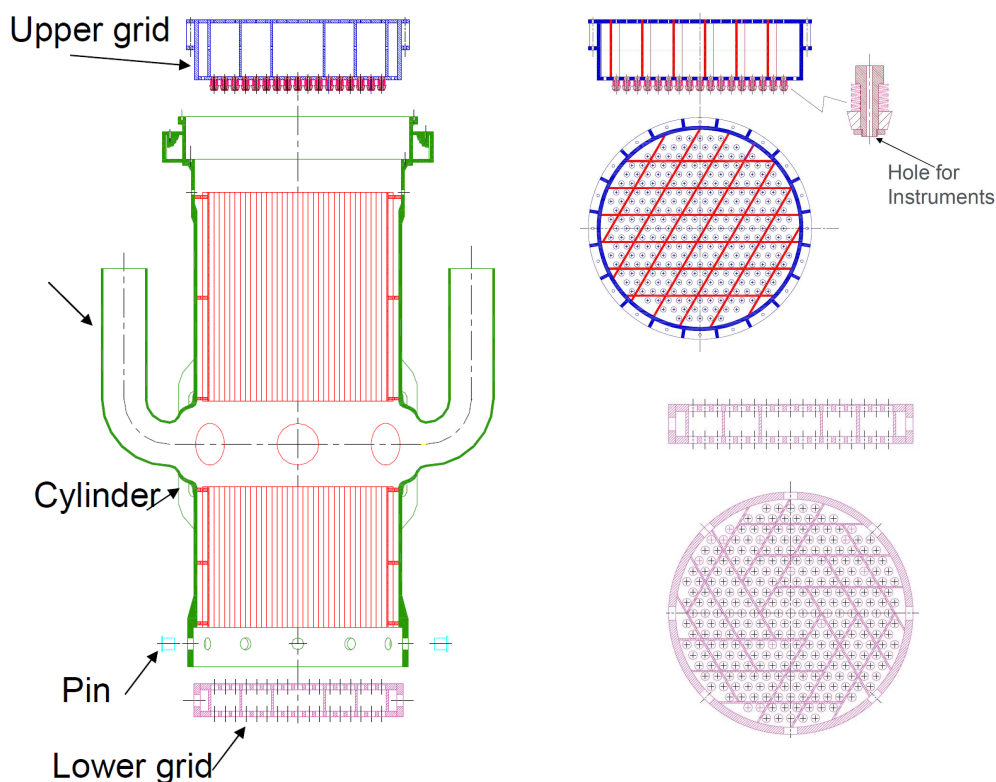 Upper grid
Hole for
Instruments
Cylinder
Pin
Lower grid